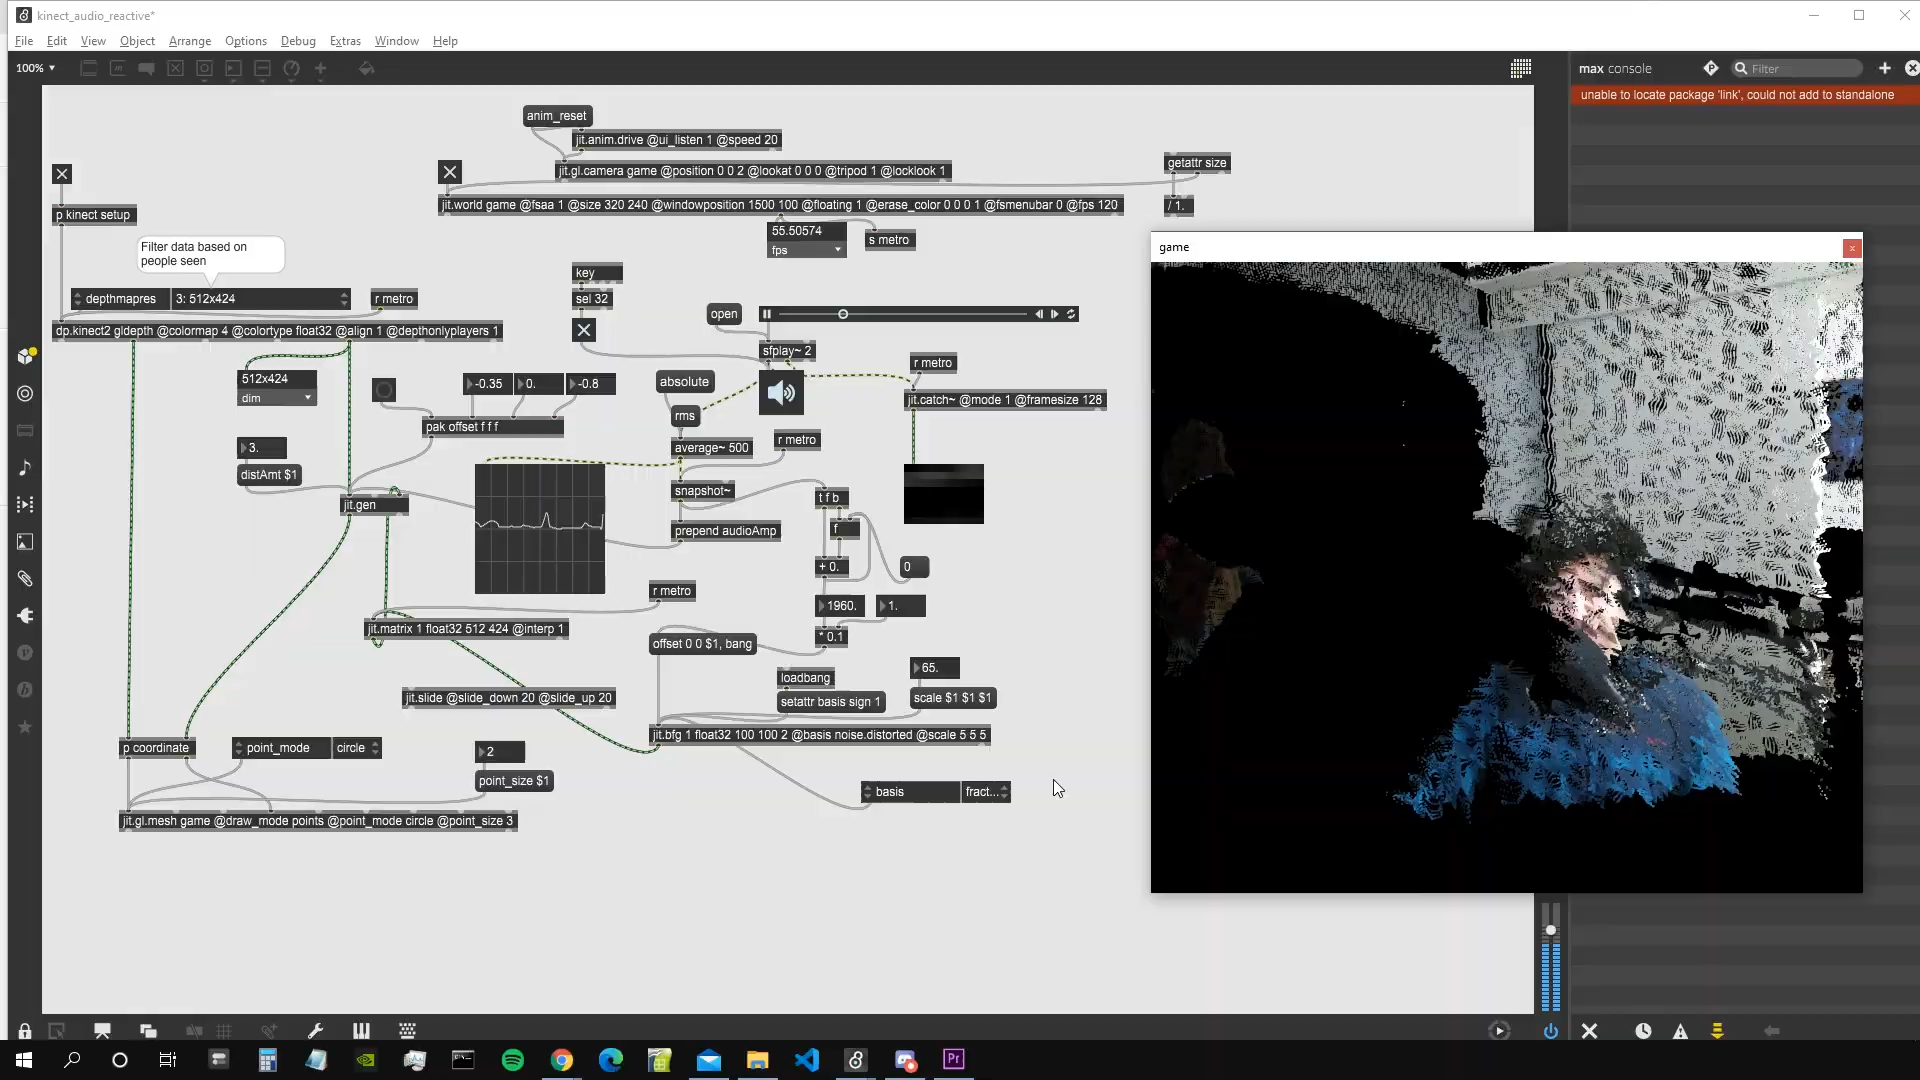 kinect_audio_reactive*
File Edit View Object Arrange Options Debug Extras Window Help
100%
max console
Filter
unable to locate package 'link', could not add to standalone
anim_reset
jit.anim.drive @ui_listen 1 @speed 20
getattr size
jit.gl.camera game @position 0 0 2 @lookat 0 0 0 @tripod 1 @locklook 1
p kinect setup
jit.world game @fsaa 1 @size 320 240 @windowposition 1500 100 @floating 1 @erase_color 0 0 0 1 @fsmenubar 0 @fps 120
/ 1.
55.50574
fps
s metro
Filter data based on
people seen
game
key
sel 32
depthmapres
3: 512x424
r metro
open
dp.kinect2 gldepth @colormap 4 @colortype float32 @align 1 @depthonlyplayers 1
sfplay~ 2
r metro
512x424
dim
-0.35
0.
-0.8
absolute
jit.catch~ @mode 1 @framesize 128
rms
pak offset f f f
3.
average~ 500
r metro
distAmt $1
snapshot~
t f b
jit.gen
prepend audioAmp
f
+ 0.
0
r metro
1960.
1.
jit.matrix 1 float32 512 424 @interp 1
* 0.1
offset 0 0 $1, bang
65.
loadbang
jit.slide @slide_down 20 @slide_up 20
setattr basis sign 1
scale $1 $1 $1
jit.bfg 1 float32 100 100 2 @basis noise.distorted @scale 5 5 5
p coordinate
point_mode
circle
2
point_size $1
basis
fract...
jit.gl.mesh game @draw_mode points @point_mode circle @point_size 3
Pr